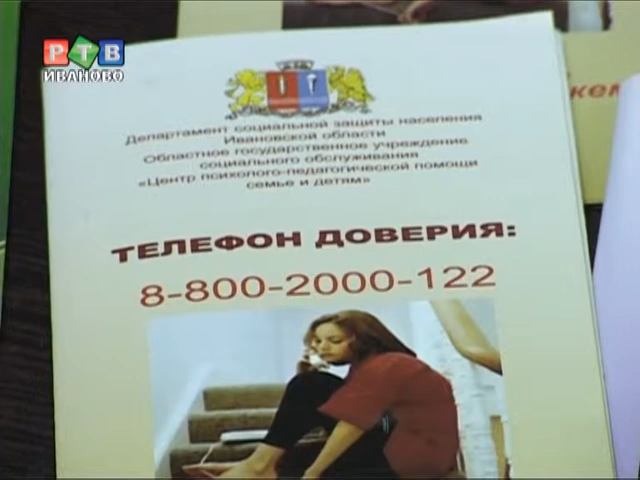 РТВ
ИВАНОВО
Департамент социальной защиты населения
Ивановской области
Областное государственное учреждение
социального обслуживания
«Центр психолого-педагогической помощи
семье и детям»
ТЕЛЕФОН ДОВЕРИЯ:
8-800-2000-122